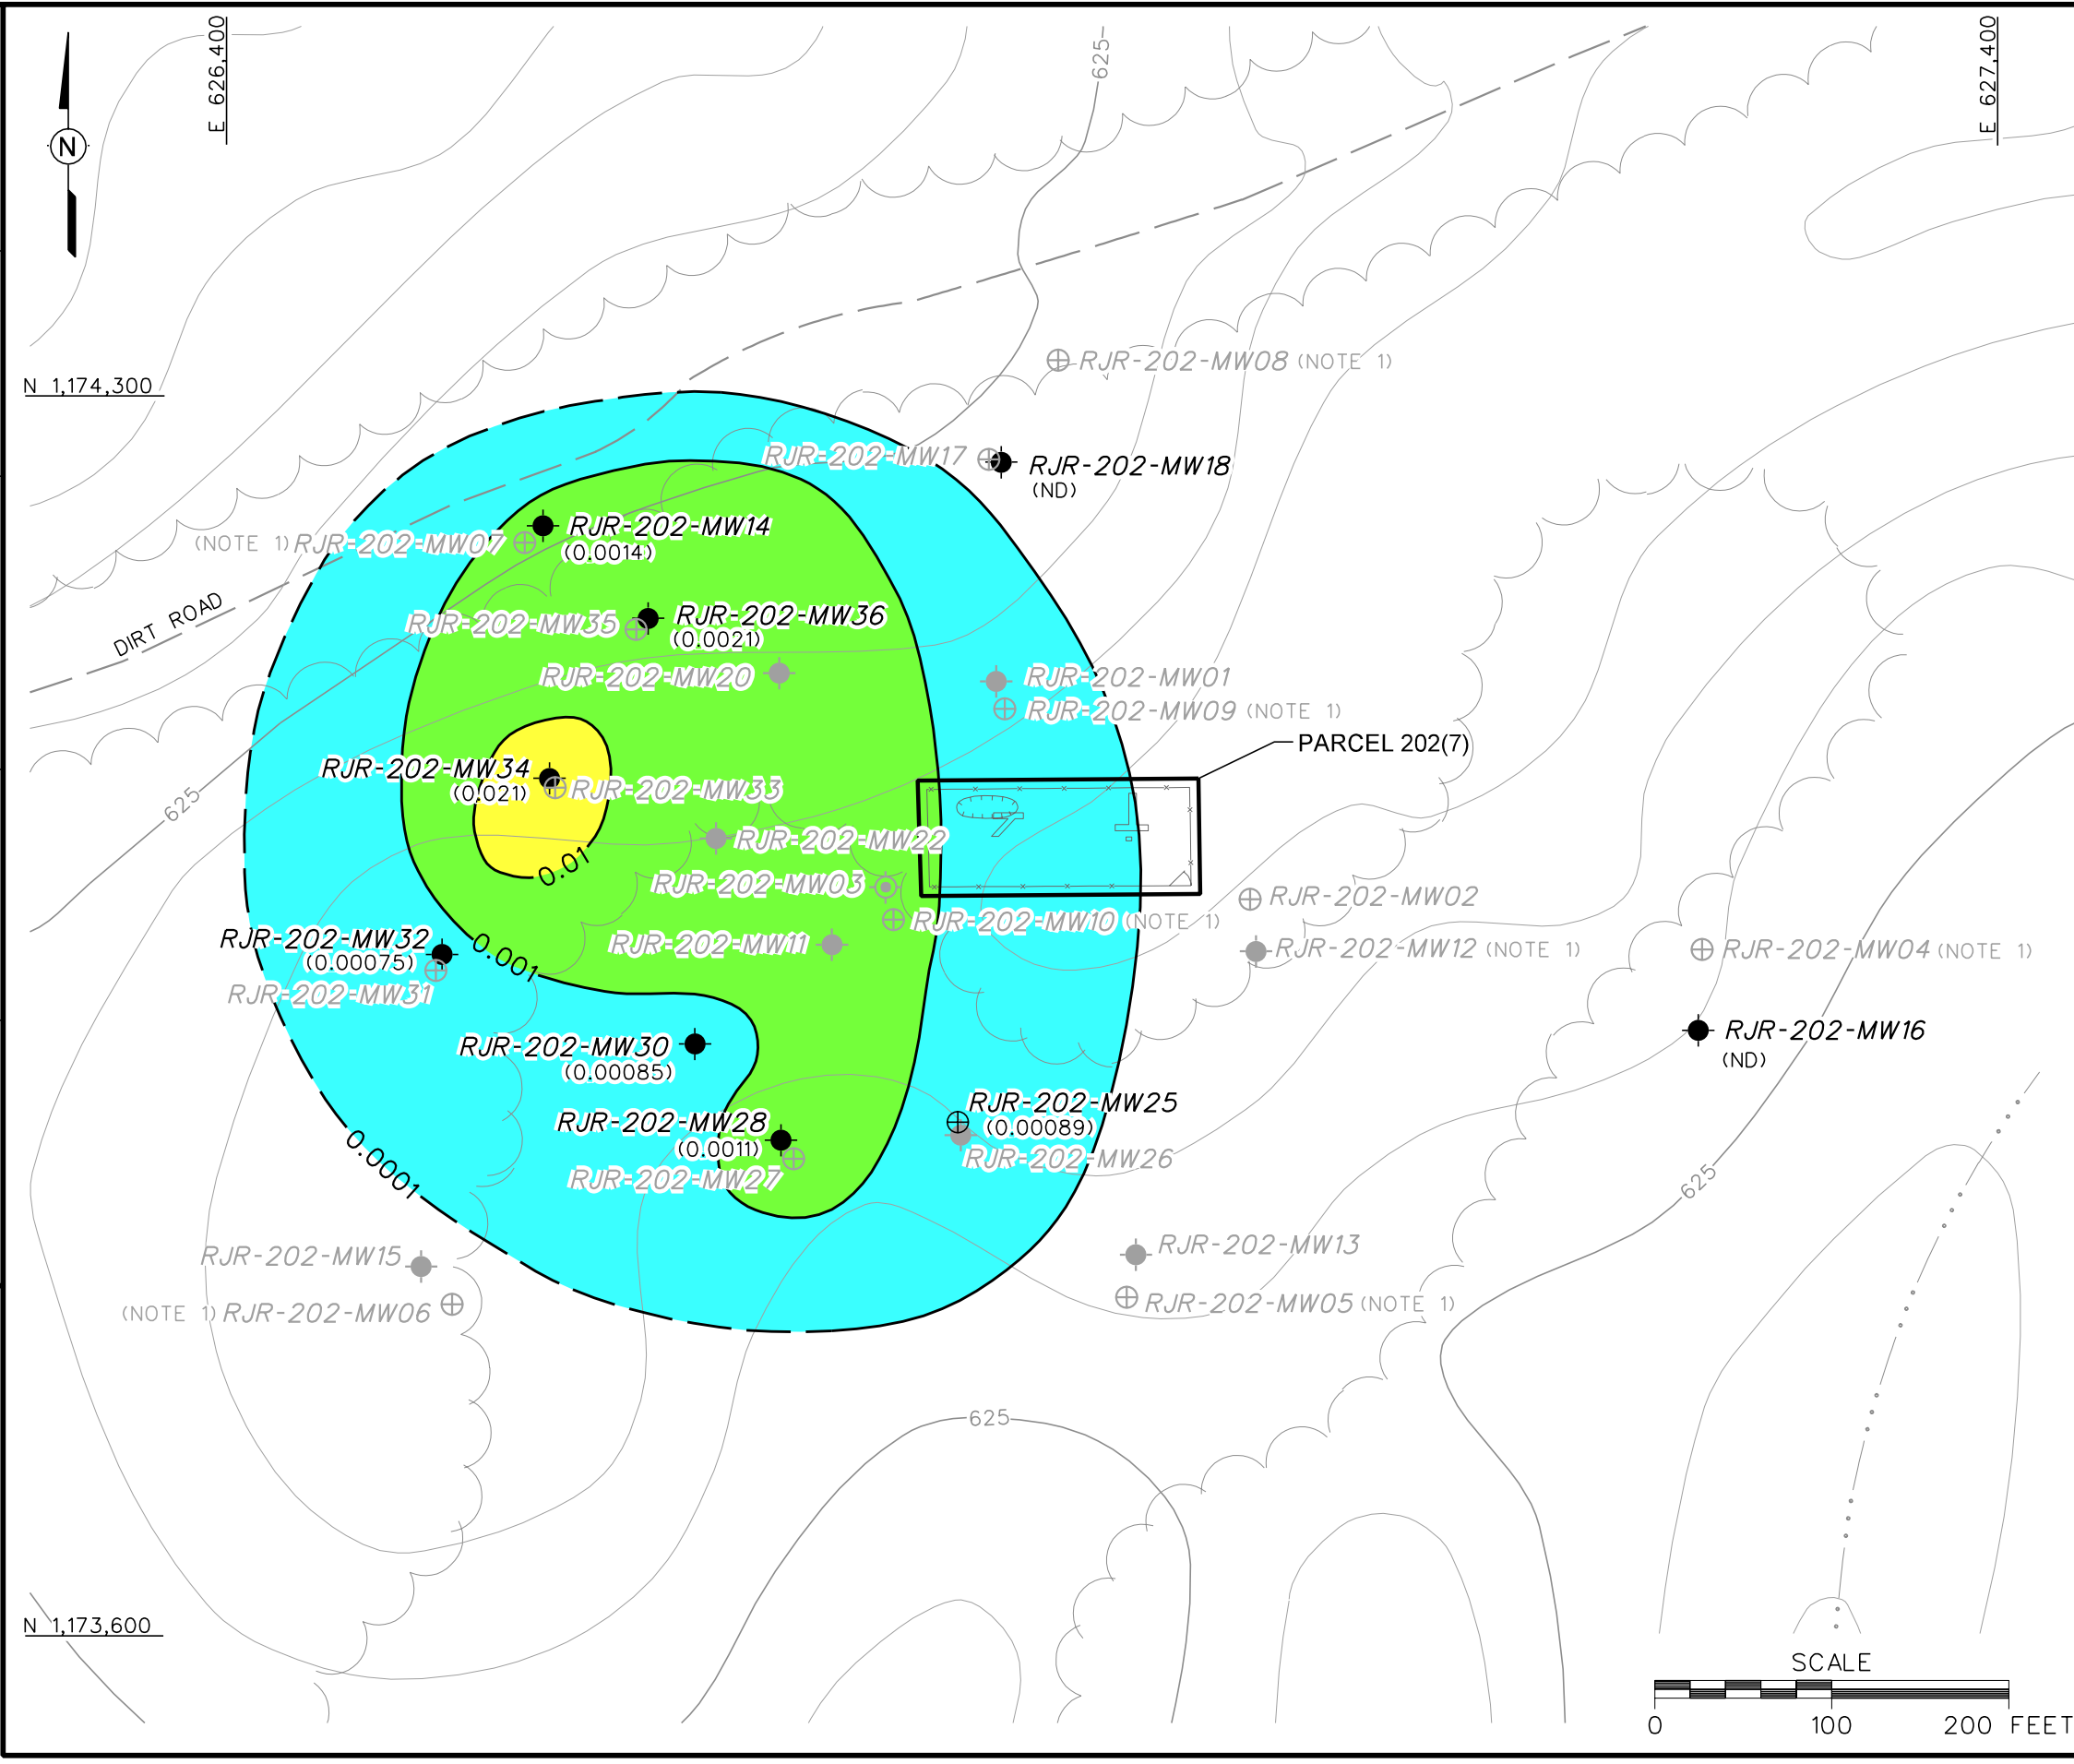 E 626,400
625
E 627,400
N
N 1,174,300
RJR-202-MW08 (NOTE 1)
RJR-202-MW17
RJR-202-MW18
(ND)
RJR-202-MW14
(0.0014)
(NOTE 1) RJR-202-MW07
DIRT ROAD
RJR-202-MW36
(0.0021)
RJR-202-MW35
RJR-202-MW20
RJR-202-MW01
RJR-202-MW09 (NOTE 1)
PARCEL 202(7)
RJR-202-MW34
(0.021)
RJR-202-MW33
625
RJR-202-MW22
0.01
RJR-202-MW03
RJR-202-MW02
RJR-202-MW10 (NOTE 1)
RJR-202-MW11
RJR-202-MW12 (NOTE 1)
RJR-202-MW04 (NOTE 1)
RJR-202-MW32
(0.00075)
0.001
RJR-202-MW31
RJR-202-MW16
(ND)
RJR-202-MW30
(0.00085)
RJR-202-MW25
(0.00089)
RJR-202-MW28
(0.0011)
RJR-202-MW26
RJR-202-MW27
0.0001
625
RJR-202-MW15
RJR-202-MW13
(NOTE 1) RJR-202-MW06
RJR-202-MW05 (NOTE 1)
625
N 1,173,600
SCALE
0 100 200 FEET